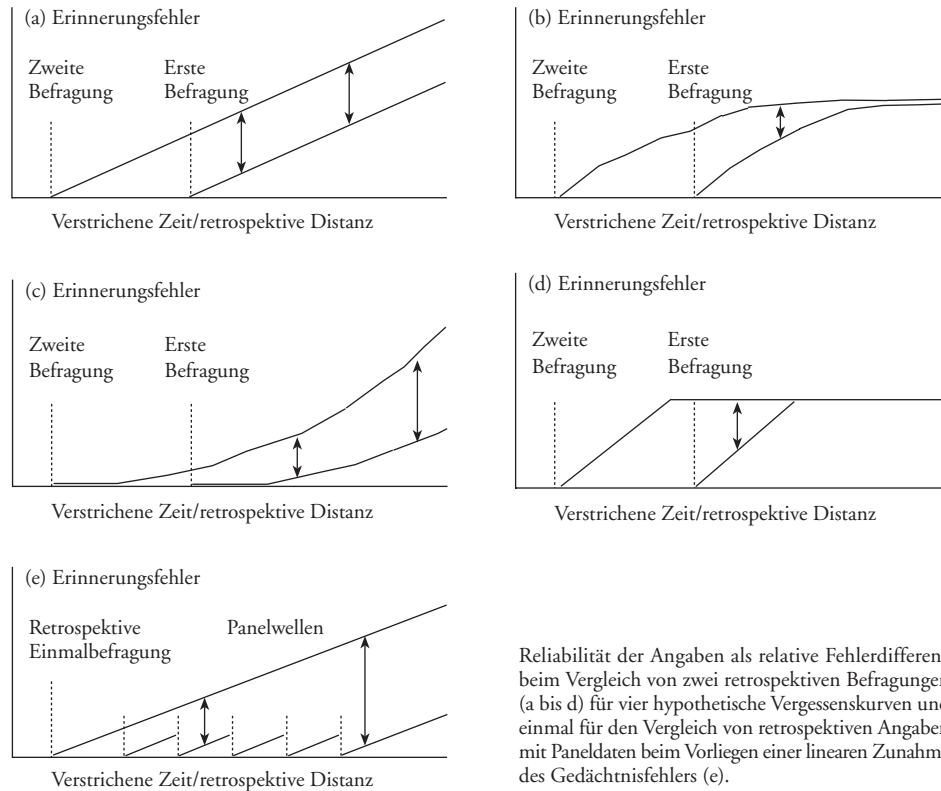 (a) Erinnerungsfehler
Zweite Befragung
Erste Befragung
Verstrichene Zeit/retrospektive Distanz
(b) Erinnerungsfehler
Zweite Befragung
Erste Befragung
Verstrichene Zeit/retrospektive Distanz
(c) Erinnerungsfehler
Zweite Befragung
Erste Befragung
Verstrichene Zeit/retrospektive Distanz
(d) Erinnerungsfehler
Zweite Befragung
Erste Befragung
Verstrichene Zeit/retrospektive Distanz
(e) Erinnerungsfehler
Retrospektive Einmalbefragung
Panelwellen
Verstrichene Zeit/retrospektive Distanz
Reliabilität der Angaben als relative Fehlerdifferen
beim Vergleich von zwei retrospektiven Befragunger
(a bis d) für vier hypothetische Vergessenskurven und
einmal für den Vergleich von retrospektiven Angaben
mit Paneldaten beim Vorliegen einer linearen Zunahm
des Gedächtnisfehlers (e).